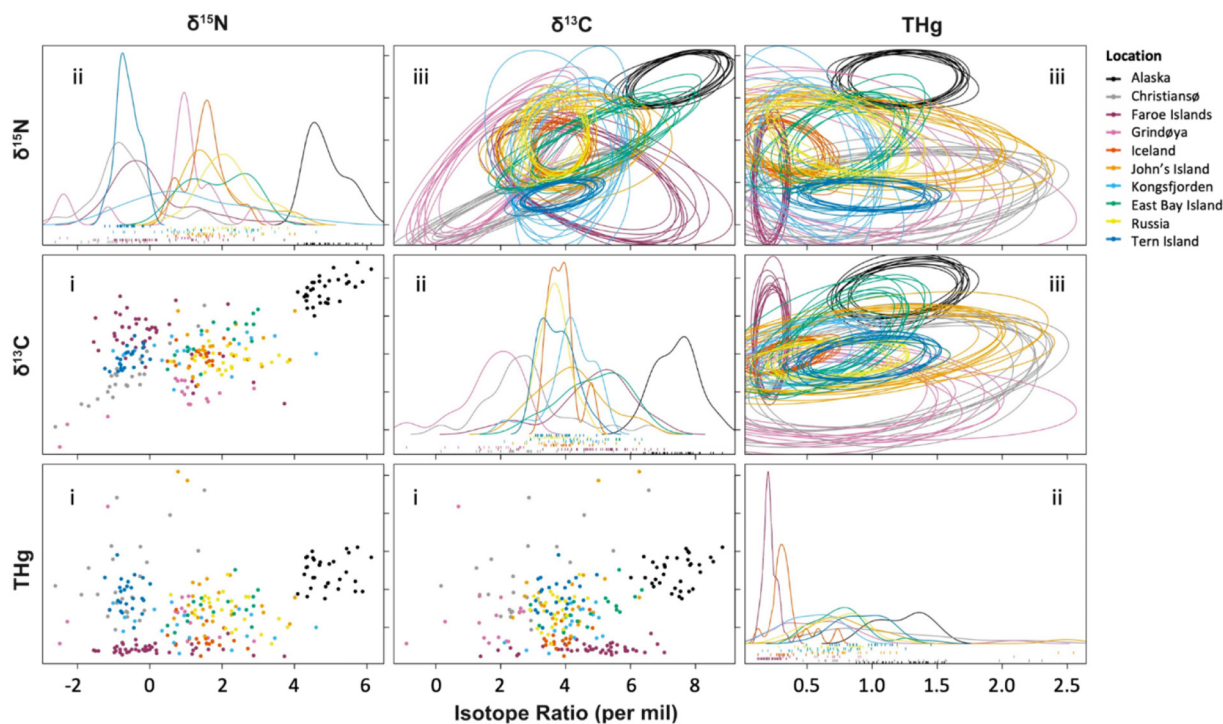 δ¹⁵N δ¹³C THg
δ¹⁵N ii iii iii
Location
Alaska
Christiansø
Faroe Islands
Grindøya
Iceland
John's Island
Kongsfjorden
East Bay Island
Russia
Tern Island
δ¹³C i ii iii
THg i i ii
-2 0 2 4 6 0 2 4 6 8 0.5 1.0 1.5 2.0 2.5
Isotope Ratio (per mil)